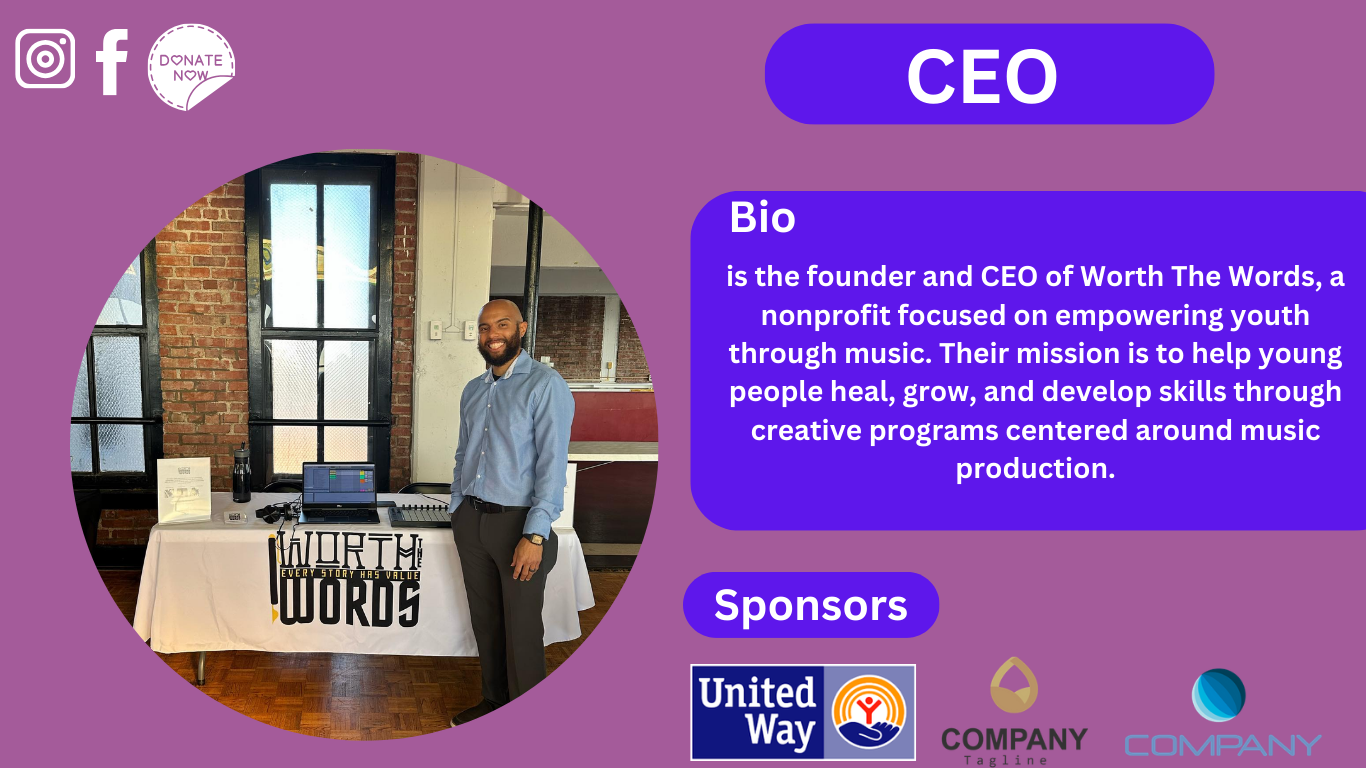 DONATE
NOW
CEO
Bio
is the founder and CEO of Worth The Words, a
nonprofit focused on empowering youth
through music. Their mission is to help young
people heal, grow, and develop skills through
creative programs centered around music
production.
WORTH THE
EVERY STORY HAS VALUE
WORDS
Sponsors
United
Way
COMPANY
Tagline
COMPANY